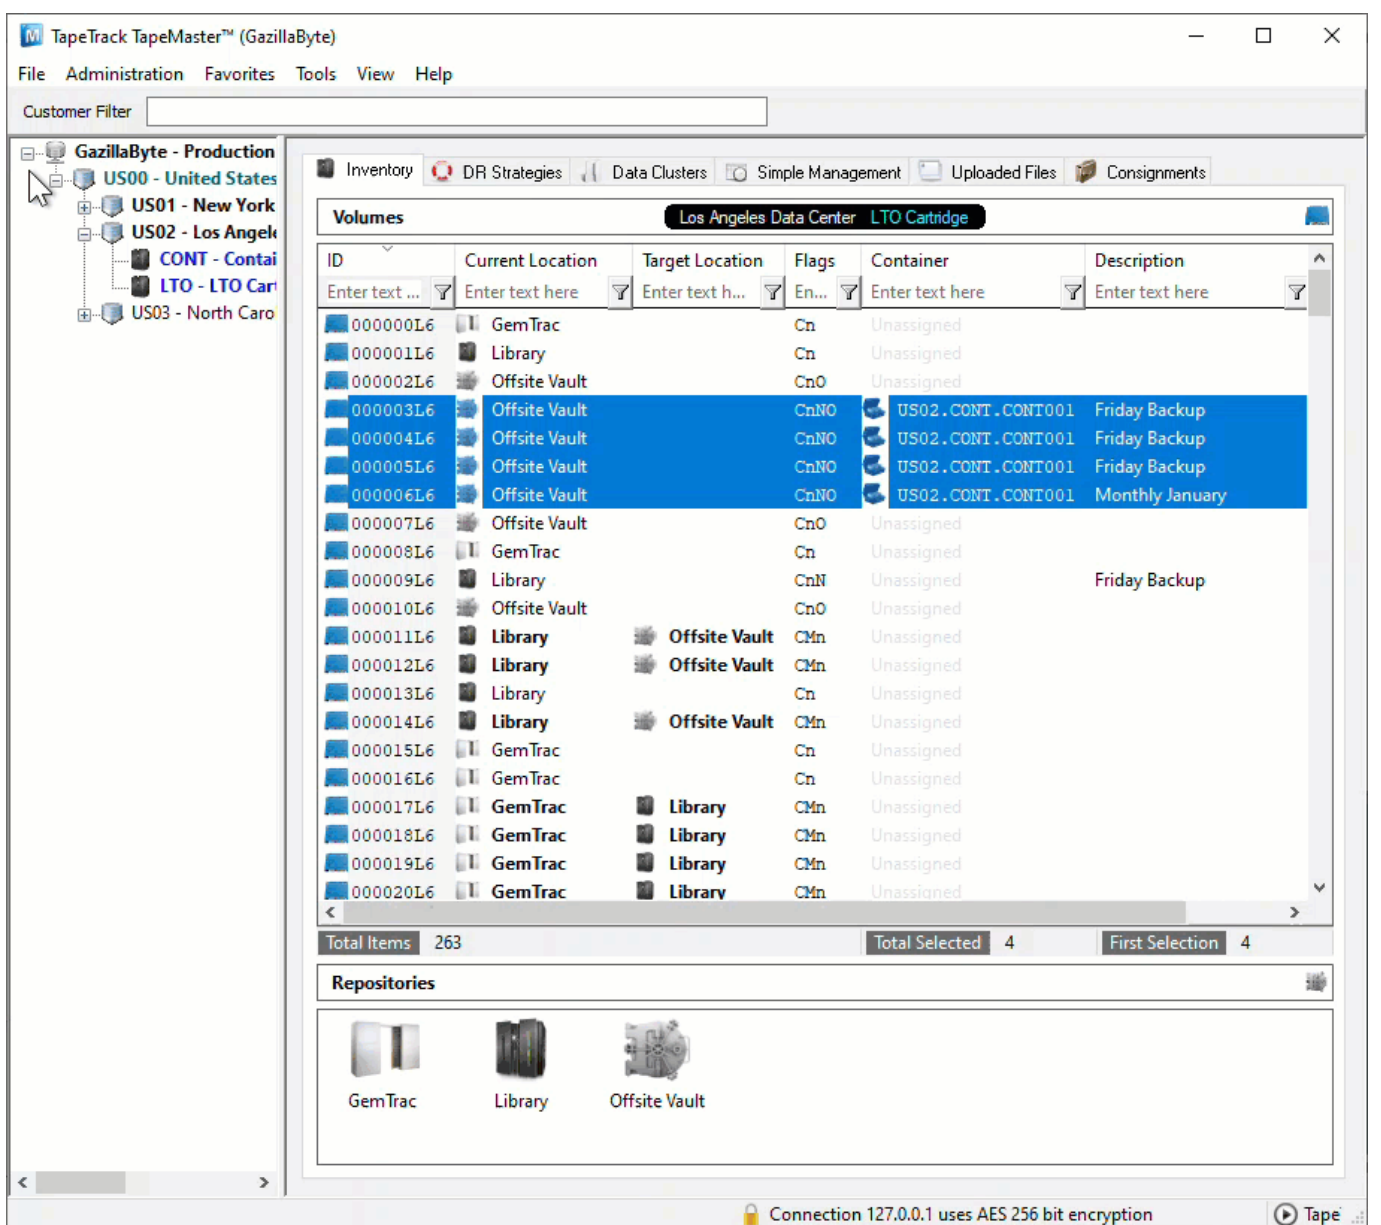 TapeTrack TapeMaster™ (GazillaByte)
File Administration Favorites Tools View Help
Customer Filter
GazillaByte - Production
US00 - United States
US01 - New York
US02 - Los Angele
CONT - Contai
LTO - LTO Cart
US03 - North Caro
Inventory DR Strategies Data Clusters Simple Management Uploaded Files Consignments
Volumes Los Angeles Data Center LTO Cartridge
ID Current Location Target Location Flags Container Description
Enter text ... Enter text here Enter text h... En... Enter text here Enter text here
000000L6 GemTrac Cn Unassigned
000001L6 Library Cn Unassigned
000002L6 Offsite Vault CnO Unassigned
000003L6 Offsite Vault CnNO US02.CONT.CONT001 Friday Backup
000004L6 Offsite Vault CnNO US02.CONT.CONT001 Friday Backup
000005L6 Offsite Vault CnNO US02.CONT.CONT001 Friday Backup
000006L6 Offsite Vault CnNO US02.CONT.CONT001 Monthly January
000007L6 Offsite Vault CnO Unassigned
000008L6 GemTrac Cn Unassigned
000009L6 Library CnN Unassigned Friday Backup
000010L6 Offsite Vault CnO Unassigned
000011L6 Library Offsite Vault CMn Unassigned
000012L6 Library Offsite Vault CMn Unassigned
000013L6 Library Cn Unassigned
000014L6 Library Offsite Vault CMn Unassigned
000015L6 GemTrac Cn Unassigned
000016L6 GemTrac Cn Unassigned
000017L6 GemTrac Library CMn Unassigned
000018L6 GemTrac Library CMn Unassigned
000019L6 GemTrac Library CMn Unassigned
000020L6 GemTrac Library CMn Unassigned
Total Items 263 Total Selected 4 First Selection 4
Repositories
GemTrac Library Offsite Vault
Connection 127.0.0.1 uses AES 256 bit encryption Tape